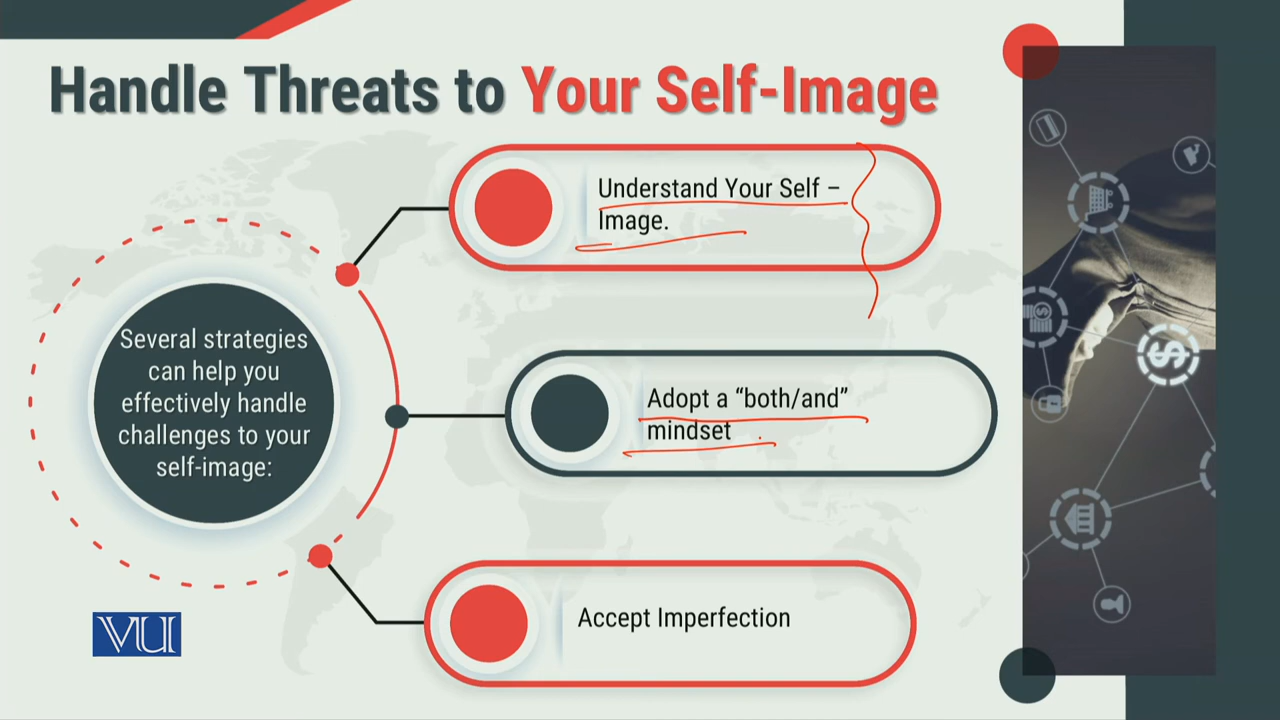 Handle Threats to Your Self-Image
Several strategies
can help you
effectively handle
challenges to your
self-image:
Understand Your Self –
Image.
Adopt a “both/and”
mindset
Accept Imperfection
VU